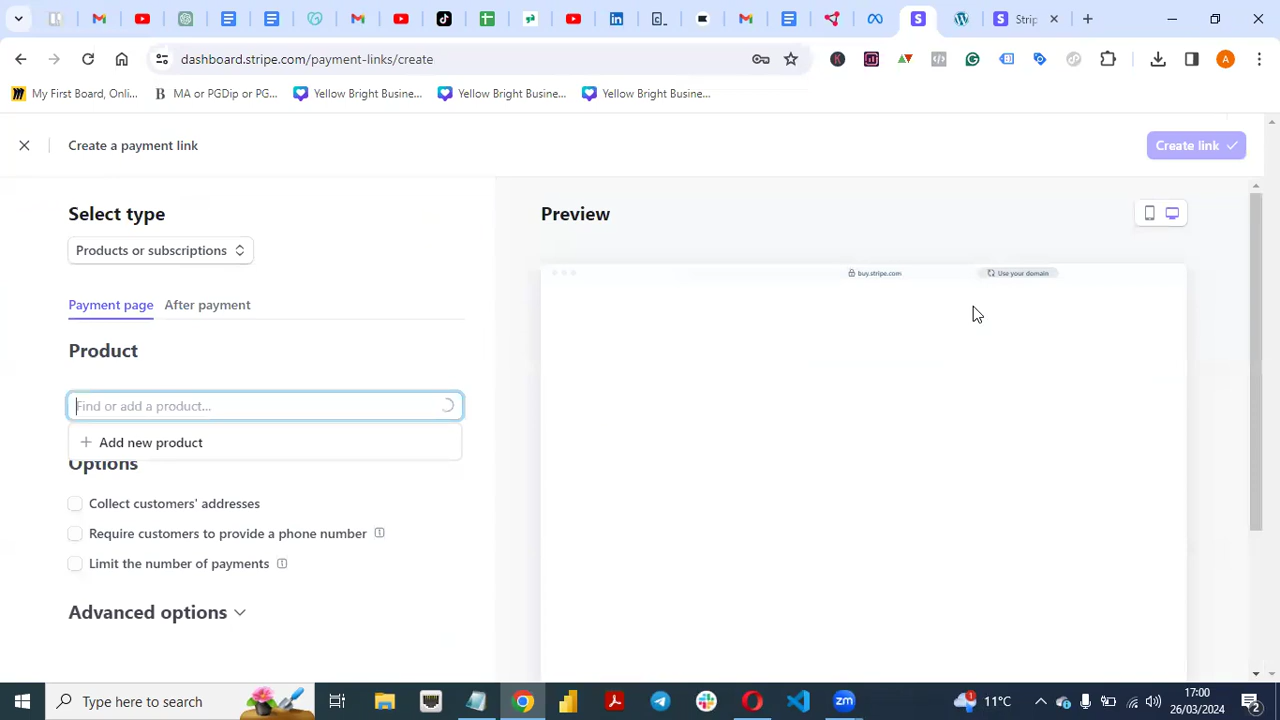 Strip
dashboard.stripe.com/payment-links/create
A
My First Board, Onli...
B MA or PGDip or PG...
Yellow Bright Busine...
Yellow Bright Busine...
Yellow Bright Busine...
Create a payment link
Create link
Select type
Products or subscriptions
Payment page
After payment
Product
Find or add a product...
Add new product
Options
Collect customers' addresses
Require customers to provide a phone number
Limit the number of payments
Advanced options
Preview
buy.stripe.com
Use your domain
Type here to search
zm
11°C
17:00
26/03/2024
2